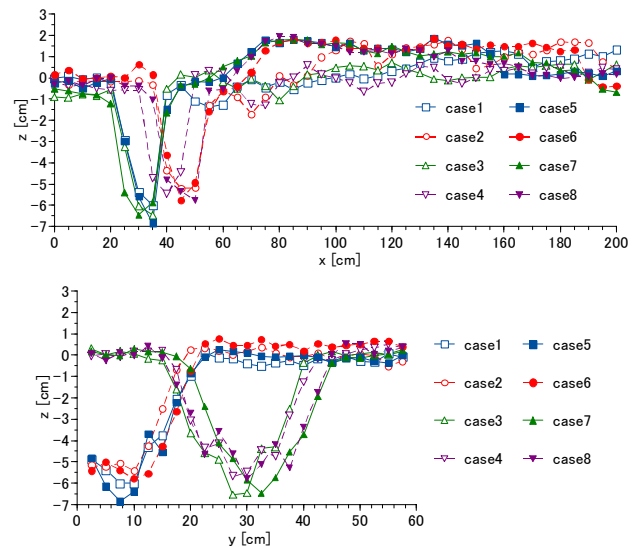 3
2
1
0
-1
-2
-3
-4
-5
-6
-7
z [cm]
0 20 40 60 80 100 120 140 160 180 200
x [cm]
case1 case5
case2 case6
case3 case7
case4 case8
3
2
1
0
-1
-2
-3
-4
-5
-6
-7
z [cm]
0 10 20 30 40 50 60
y [cm]
case1 case5
case2 case6
case3 case7
case4 case8